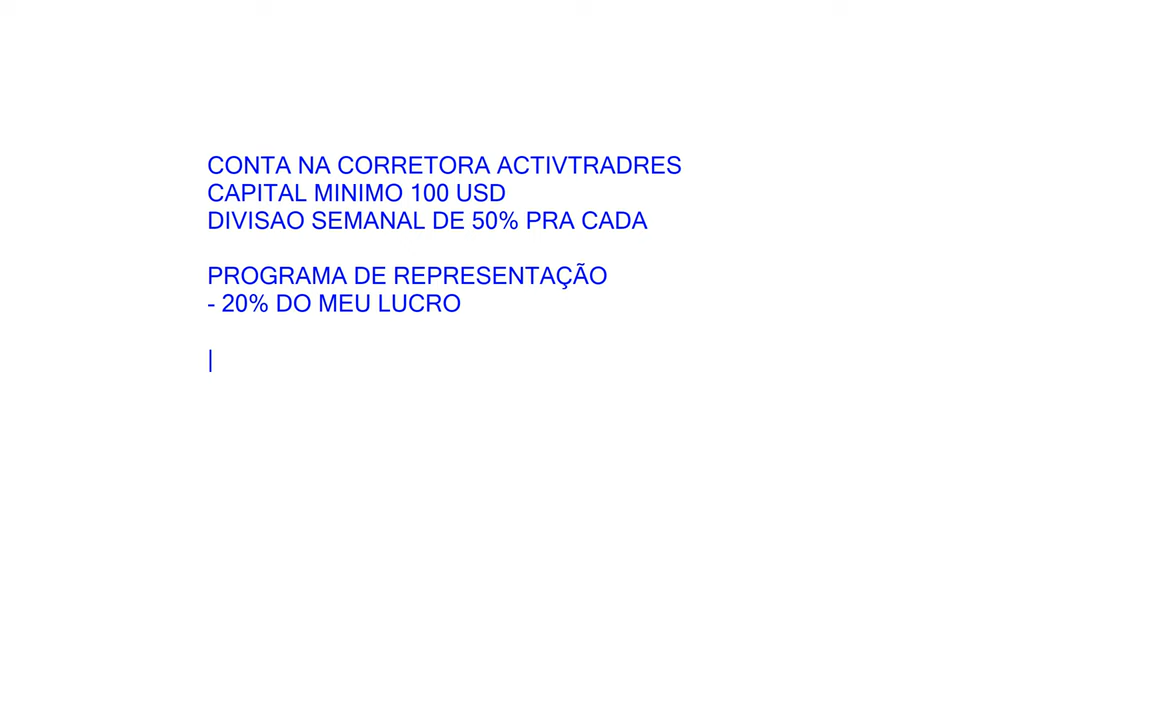 CONTA NA CORRETORA ACTIVTRADRES
CAPITAL MINIMO 100 USD
DIVISAO SEMANAL DE 50% PRA CADA
PROGRAMA DE REPRESENTAÇÃO
- 20% DO MEU LUCRO